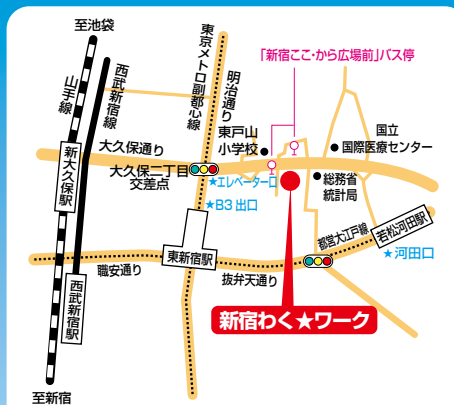 至池袋
山手線
西武新宿線
東京メトロ副都心線
明治通り
「新宿ここ・から広場前」バス停
東戸山
小学校
国立
国際医療センター
大久保通り
大久保二丁目
交差点
★エレベーター口
★B3 出口
総務省
統計局
新大久保駅
若松河田駅
都営大江戸線
★河田口
東新宿駅
職安通り
抜弁天通り
西武新宿駅
新宿わく★ワーク
至新宿